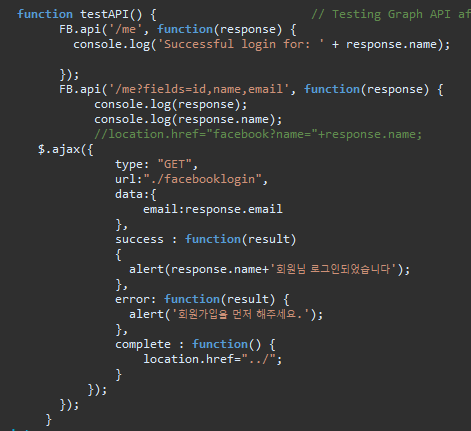 function testAPI() { // Testing Graph API af
FB.api('/me', function(response) {
console.log('Successful login for: ' + response.name);
});
FB.api('/me?fields=id,name,email', function(response) {
console.log(response);
console.log(response.name);
//location.href="facebook?name="+response.name;
$.ajax({
type: "GET",
url:"./facebooklogin",
data:{
email:response.email
},
success : function(result)
{
alert(response.name+'회원님 로그인되었습니다');
},
error: function(result) {
alert('회원가입을 먼저 해주세요.');
},
complete : function() {
location.href="../";
}
});
});
}